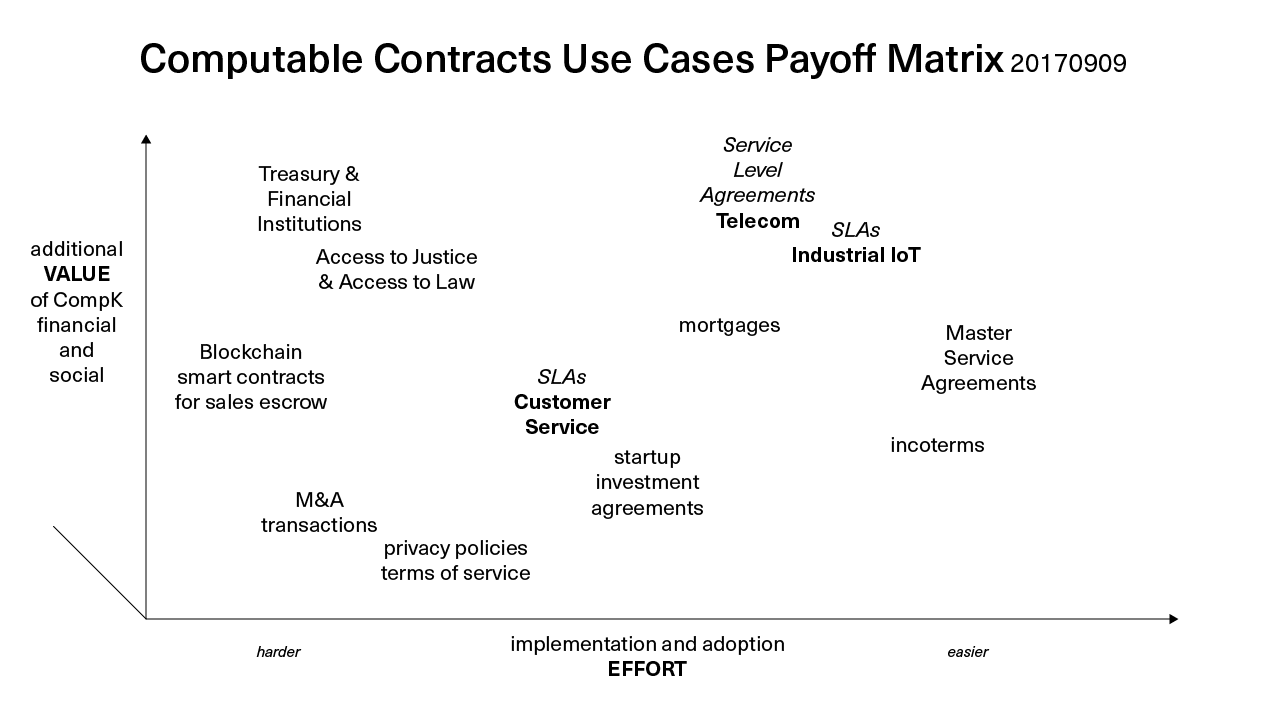 Computable Contracts Use Cases Payoff Matrix 20170909
Service
Level
Agreements
Telecom
SLAs
Industrial IoT
Treasury &
Financial
Institutions
Access to Justice
& Access to Law
additional
VALUE
of CompK
financial
and
social
mortgages
Master
Service
Agreements
Blockchain
smart contracts
for sales escrow
SLAs
Customer
Service
incoterms
startup
investment
agreements
M&A
transactions
privacy policies
terms of service
harder
implementation and adoption
EFFORT
easier